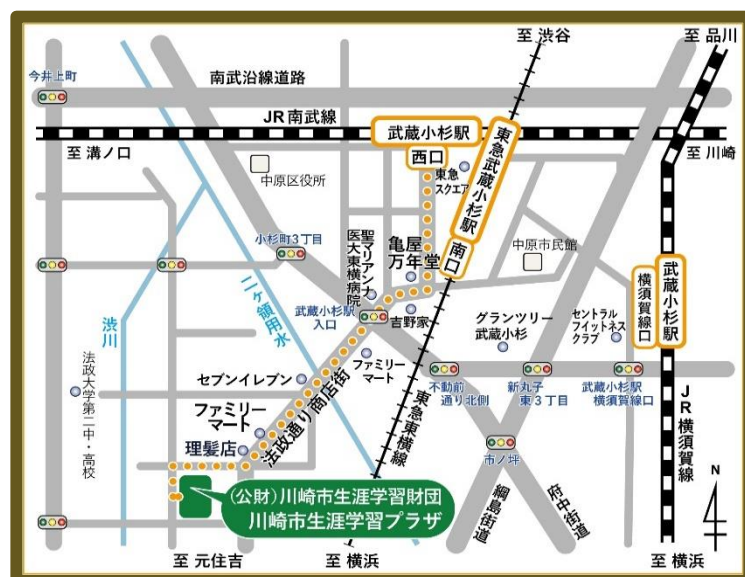 至 渋谷
至 品川
今井上町
南武沿線道路
JR南武線
武蔵小杉駅
西口
至 溝ノ口
至 川崎
東急
スクエア
東急武蔵小杉駅
南口
中原区役所
小杉町3丁目
聖マリアンナ
医大東横病院
亀屋
万年堂
中原市民館
横須賀線口
武蔵小杉駅
二ヶ領用水
渋川
武蔵小杉駅
入口
吉野家
グランツリー
武蔵小杉
セントラル
フィットネス
クラブ
法政大学第二中・高校
セブンイレブン
ファミリー
マート
不動前
通り北側
新丸子
東3丁目
武蔵小杉駅
横須賀線口
ファミリー
マート
法政通り商店街
東急東横線
JR横須賀線
理髪店
市ノ坪
N
(公財)川崎市生涯学習財団
川崎市生涯学習プラザ
綱島街道
府中街道
至 元住吉
至 横浜
至 横浜